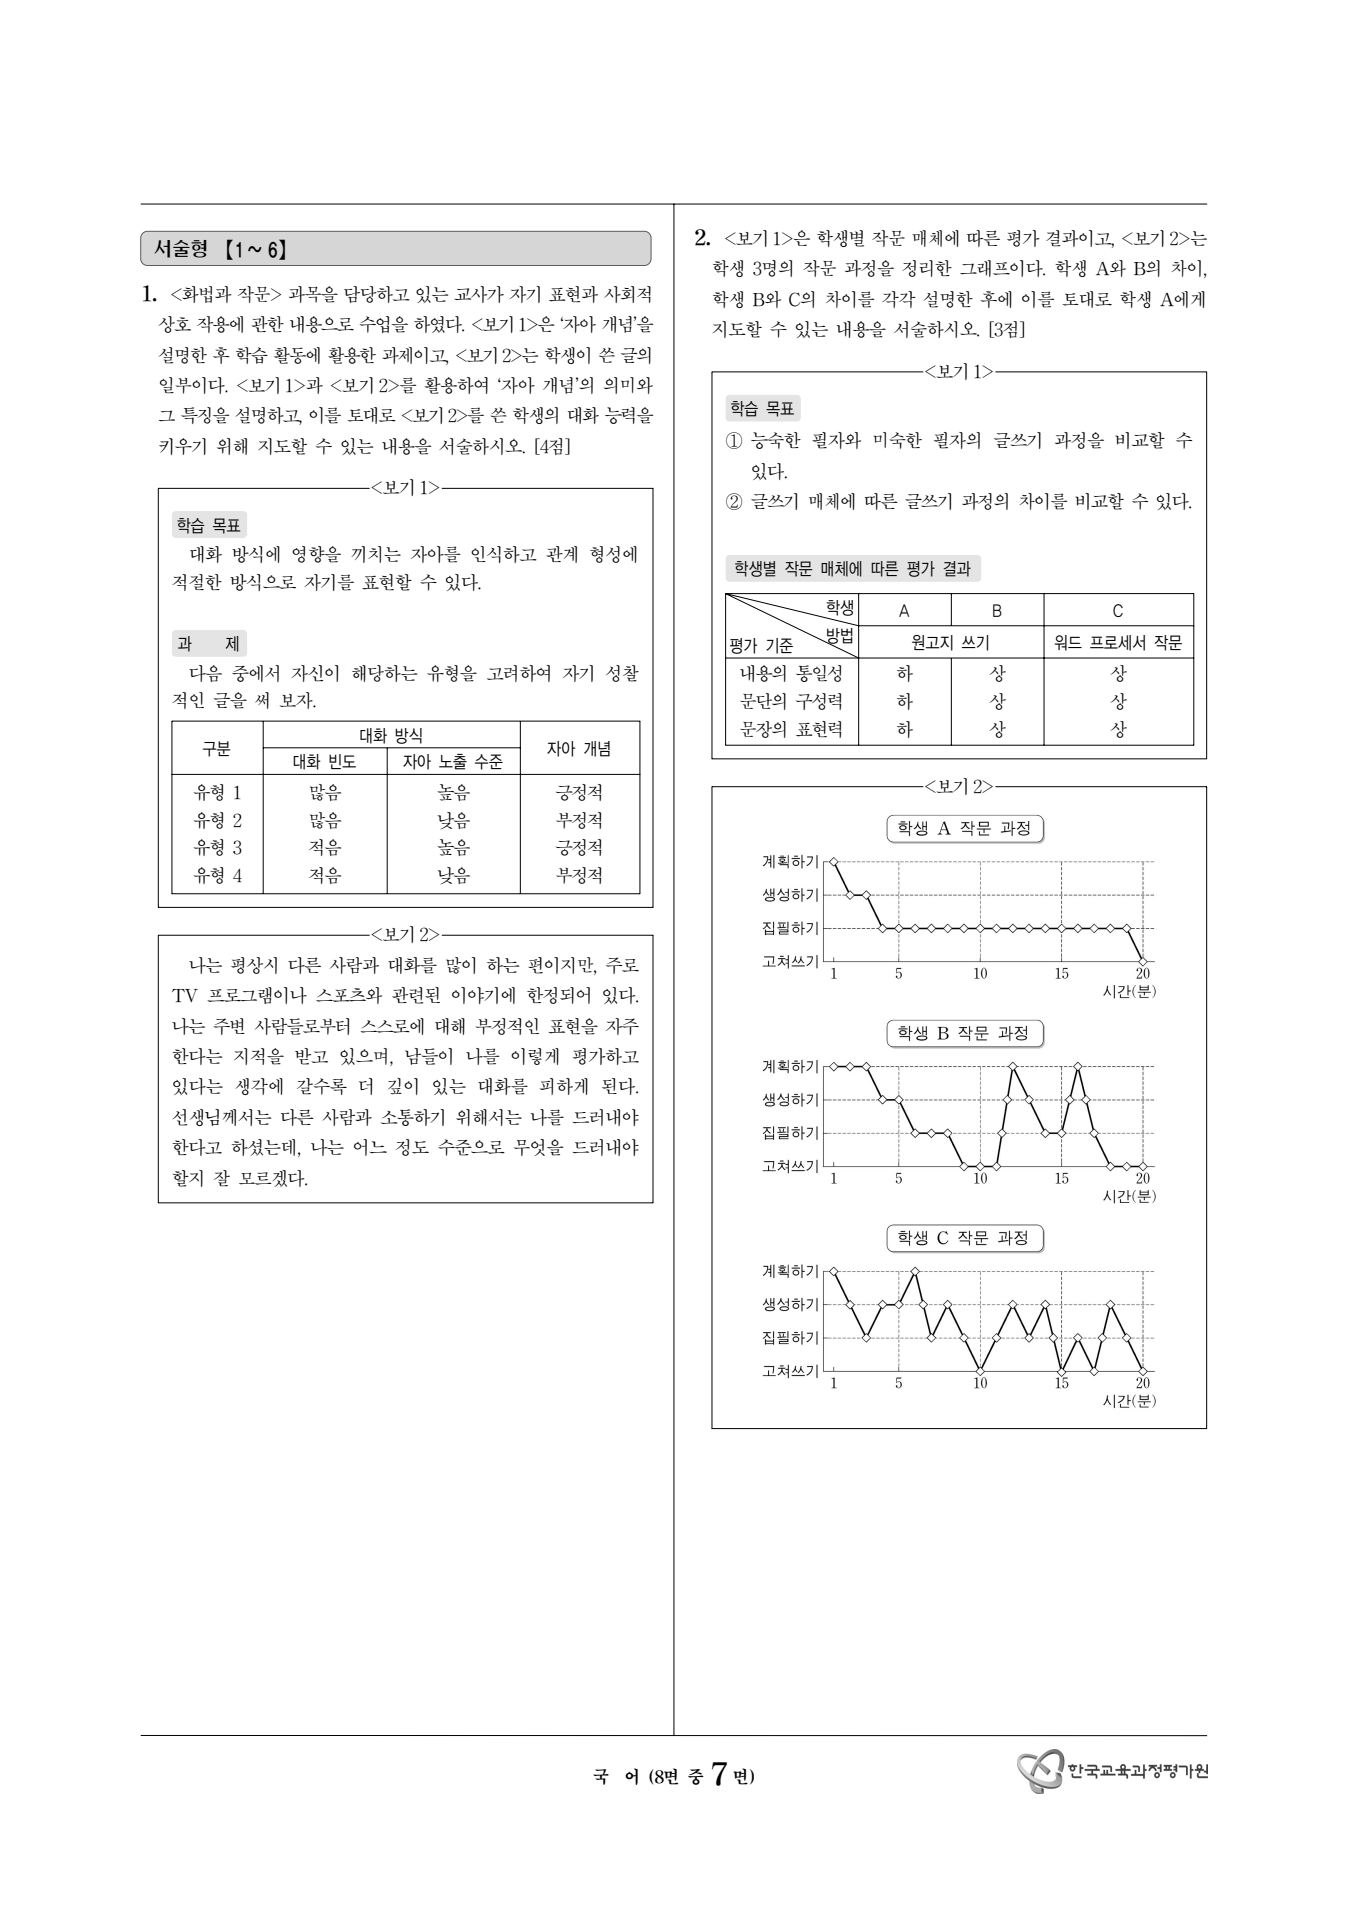 서술형 【1～6】
1. <화법과 작문> 과목을 담당하고 있는 교사가 자기 표현과 사회적
상호 작용에 관한 내용으로 수업을 하였다. <보기 1>은 ‘자아 개념’을
설명한 후 학습 활동에 활용한 과제이고, <보기 2>는 학생이 쓴 글의
일부이다. <보기 1>과 <보기 2>를 활용하여 ‘자아 개념’의 의미와
그 특징을 설명하고, 이를 토대로 <보기 2>를 쓴 학생의 대화 능력을
키우기 위해 지도할 수 있는 내용을 서술하시오. [4점]
<보기 1>
학습 목표
대화 방식에 영향을 끼치는 자아를 인식하고 관계 형성에
적절한 방식으로 자기를 표현할 수 있다.
과 제
다음 중에서 자신이 해당하는 유형을 고려하여 자기 성찰
적인 글을 써 보자.
구분 대화 방식 자아 개념
대화 빈도 자아 노출 수준
유형 1 많음 높음 긍정적
유형 2 많음 낮음 부정적
유형 3 적음 높음 긍정적
유형 4 적음 낮음 부정적
<보기 2>
나는 평상시 다른 사람과 대화를 많이 하는 편이지만, 주로
TV 프로그램이나 스포츠와 관련된 이야기에 한정되어 있다.
나는 주변 사람들로부터 스스로에 대해 부정적인 표현을 자주
한다는 지적을 받고 있으며, 남들이 나를 이렇게 평가하고
있다는 생각에 갈수록 더 깊이 있는 대화를 피하게 된다.
선생님께서는 다른 사람과 소통하기 위해서는 나를 드러내야
한다고 하셨는데, 나는 어느 정도 수준으로 무엇을 드러내야
할지 잘 모르겠다.
2. <보기 1>은 학생별 작문 매체에 따른 평가 결과이고, <보기 2>는
학생 3명의 작문 과정을 정리한 그래프이다. 학생 A와 B의 차이,
학생 B와 C의 차이를 각각 설명한 후에 이를 토대로 학생 A에게
지도할 수 있는 내용을 서술하시오. [3점]
<보기 1>
학습 목표
① 능숙한 필자와 미숙한 필자의 글쓰기 과정을 비교할 수
있다.
② 글쓰기 매체에 따른 글쓰기 과정의 차이를 비교할 수 있다.
학생별 작문 매체에 따른 평가 결과
학생 A B C
방법 원고지 쓰기 워드 프로세서 작문
평가 기준
내용의 통일성 하 상 상
문단의 구성력 하 상 상
문장의 표현력 하 상 상
<보기 2>
학생 A 작문 과정
계획하기
생성하기
집필하기
고쳐쓰기
1 5 10 15 20
시간(분)
학생 B 작문 과정
계획하기
생성하기
집필하기
고쳐쓰기
1 5 10 15 20
시간(분)
학생 C 작문 과정
계획하기
생성하기
집필하기
고쳐쓰기
1 5 10 15 20
시간(분)
국 어 (8면 중 7 면)
한국교육과정평가원